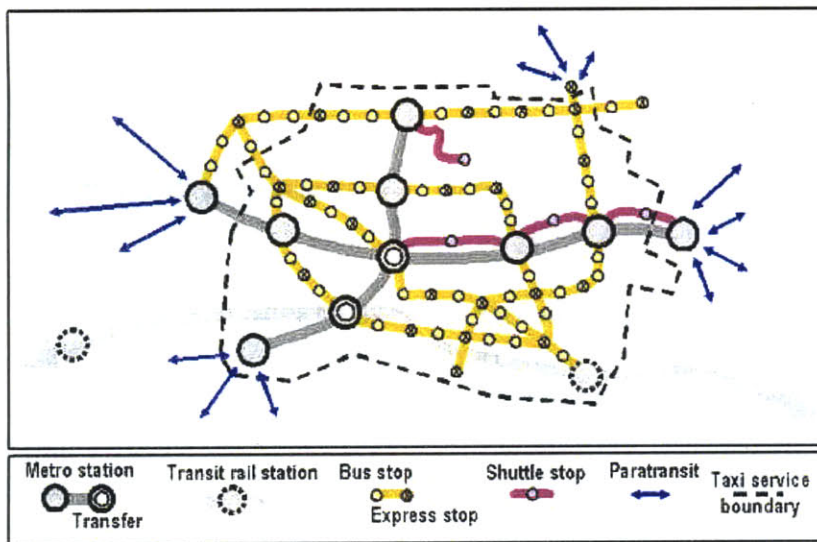 Metro station
Transfer
Transit rail station
Bus stop
Express stop
Shuttle stop
Paratransit
Taxi service
boundary